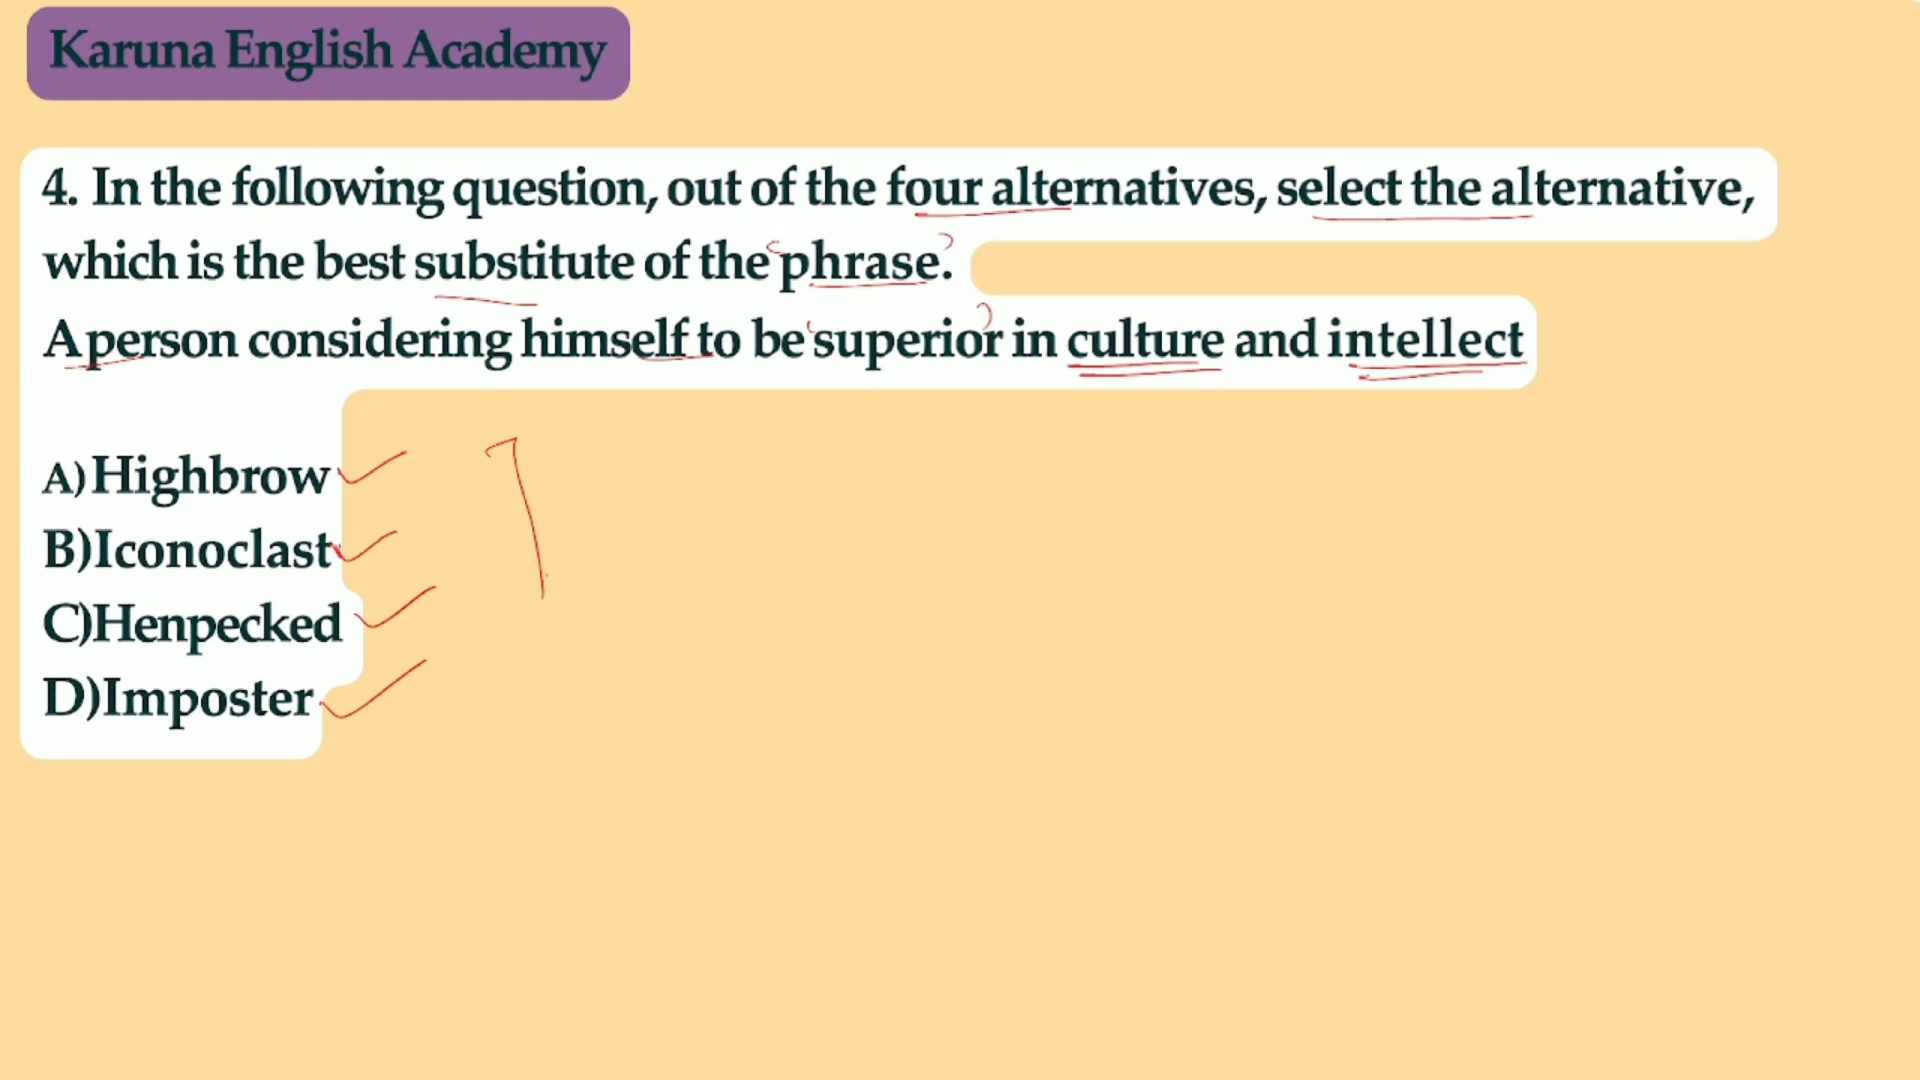 Karuna English Academy
4. In the following question, out of the four alternatives, select the alternative,
which is the best substitute of the phrase.
A person considering himself to be superior in culture and intellect
A) Highbrow
B)Iconoclast
C)Henpecked
D)Imposter